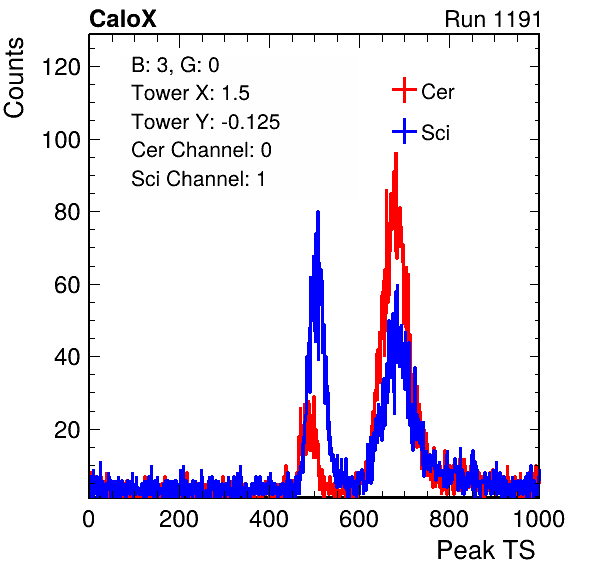 CaloX
Run 1191
Counts
B: 3, G: 0
Tower X: 1.5
Tower Y: -0.125
Cer Channel: 0
Sci Channel: 1
Cer
Sci
120
100
80
60
40
20
0 200 400 600 800 1000
Peak TS